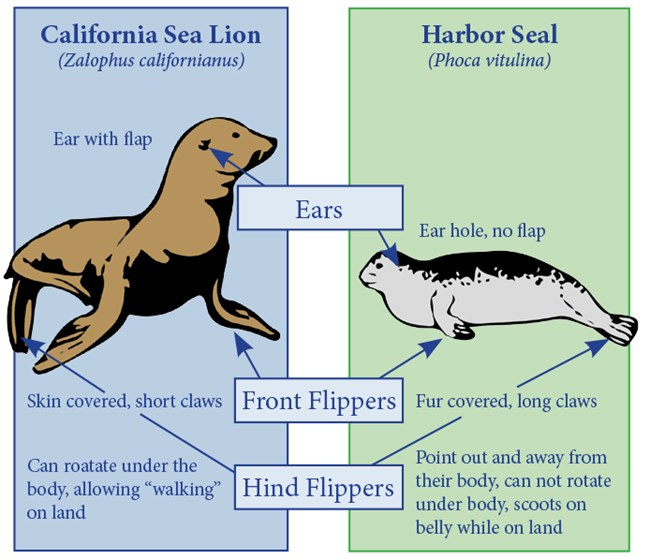 California Sea Lion
(Zalophus californianus)
Harbor Seal
(Phoca vitulina)
Ear with flap
Ears
Ear hole, no flap
Skin covered, short claws
Front Flippers
Fur covered, long claws
Can roatate under the
body, allowing “walking”
on land
Hind Flippers
Point out and away from
their body, can not rotate
under body, scoots on
belly while on land